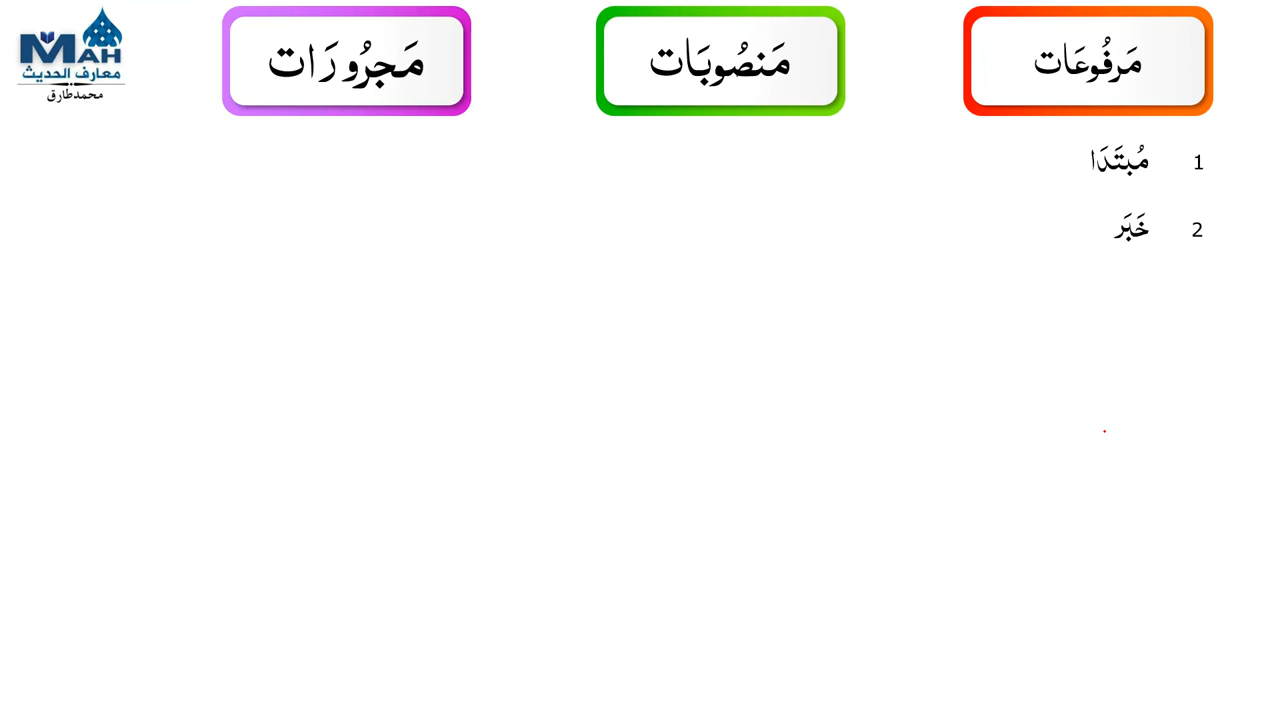 MAH
معارف الحديث
محمد طارق
مَرفُوعَات
مَنصُوبَات
مَجرُورَات
1 مُبتَدَا
2 خَبَر